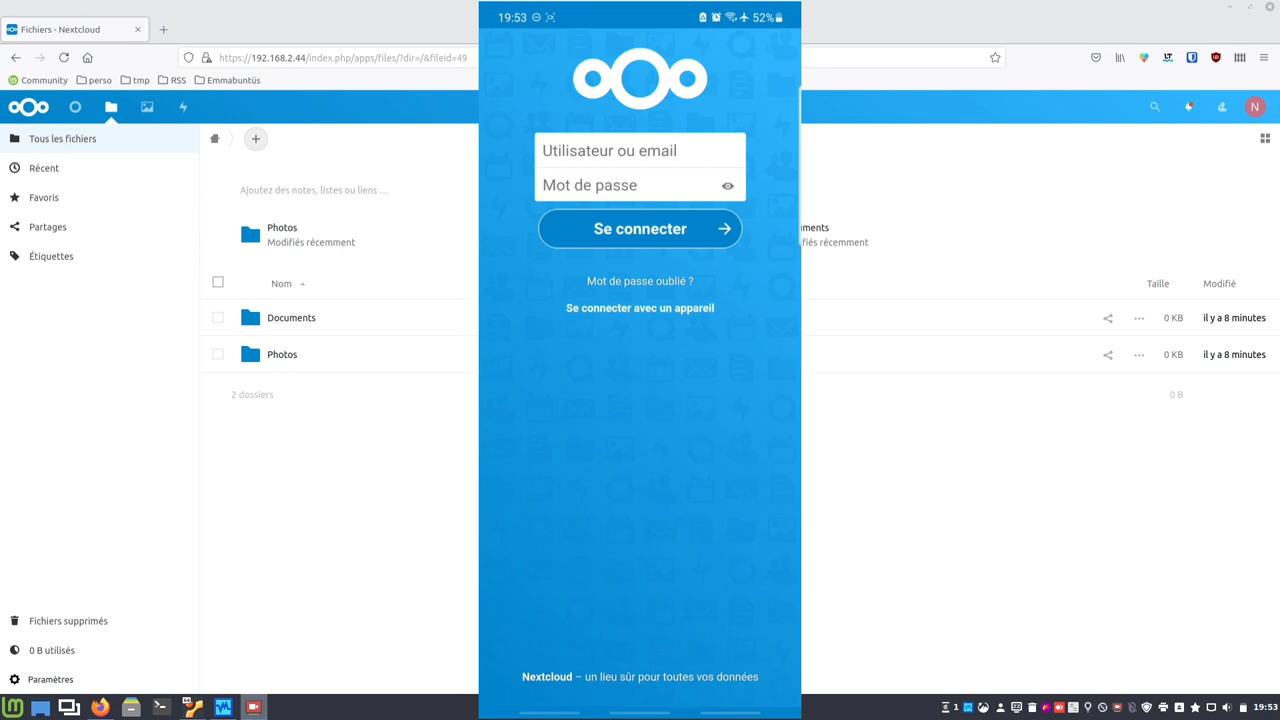 Fichiers - Nextcloud
19:53
52%
https://192.168.2.44/index.php/apps/files/?dir=/&fileid=49
Community
perso
tmp
RSS
Emmabuntüs
N
Tous les fichiers
Récent
Favoris
Partages
Étiquettes
Ajoutez des notes, listes ou liens …
Photos
Modifiés récemment
uments
fiés récemment
Nom
Taille
Modifié
Documents
0 KB
il y a 8 minutes
Photos
0 KB
il y a 8 minutes
2 dossiers
0 B
Utilisateur ou email
Mot de passe
Se connecter
Mot de passe oublié ?
Se connecter avec un appareil
Nextcloud – un lieu sûr pour toutes vos données
Fichiers supprimés
0 B utilisés
Paramètres
1
19:53